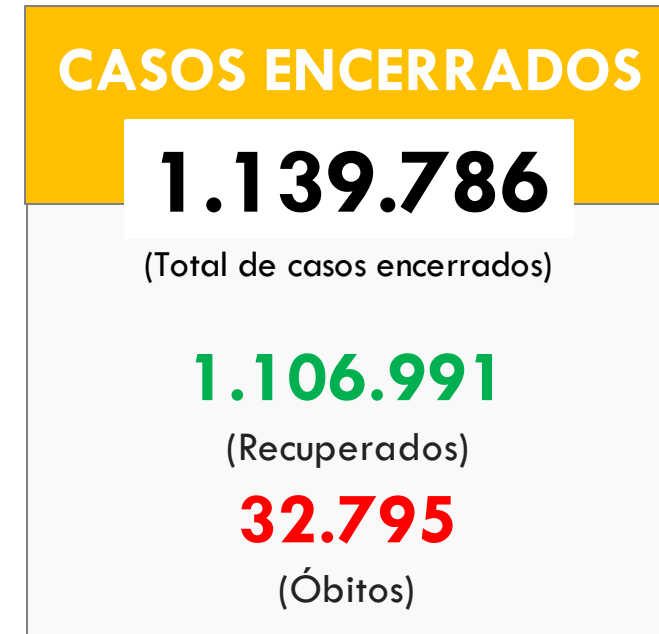 CASOS ENCERRADOS
1.139.786
(Total de casos encerrados)
1.106.991
(Recuperados)
32.795
(Óbitos)